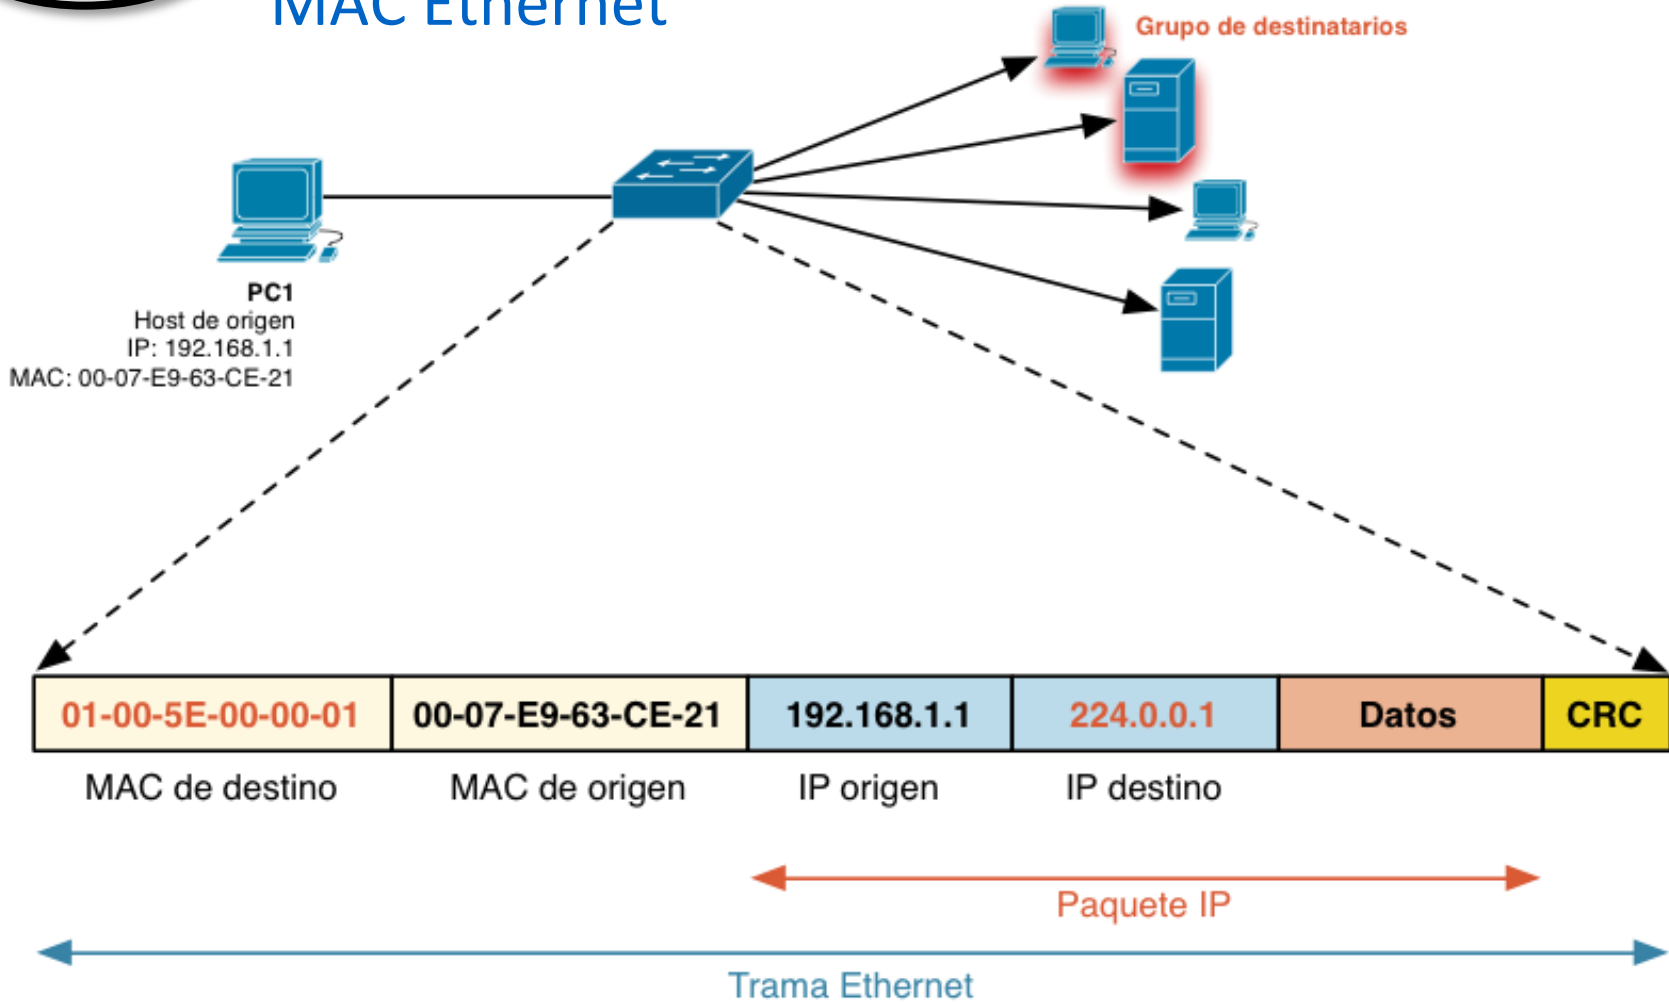 MAC Ethernet
Grupo de destinatarios
PC1
Host de origen
IP: 192.168.1.1
MAC: 00-07-E9-63-CE-21
01-00-5E-00-00-01
00-07-E9-63-CE-21
192.168.1.1
224.0.0.1
Datos
CRC
MAC de destino
MAC de origen
IP origen
IP destino
Paquete IP
Trama Ethernet